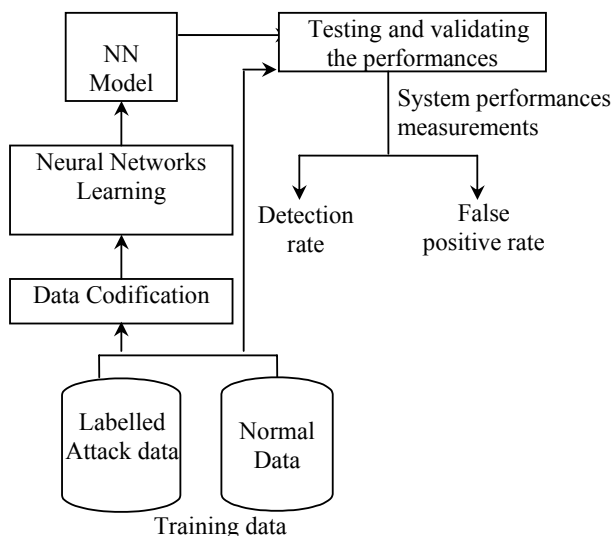 NN
Model
Testing and validating
the performances
System performances
measurements
Neural Networks
Learning
Detection
rate
False
positive rate
Data Codification
Labelled
Attack data
Normal
Data
Training data